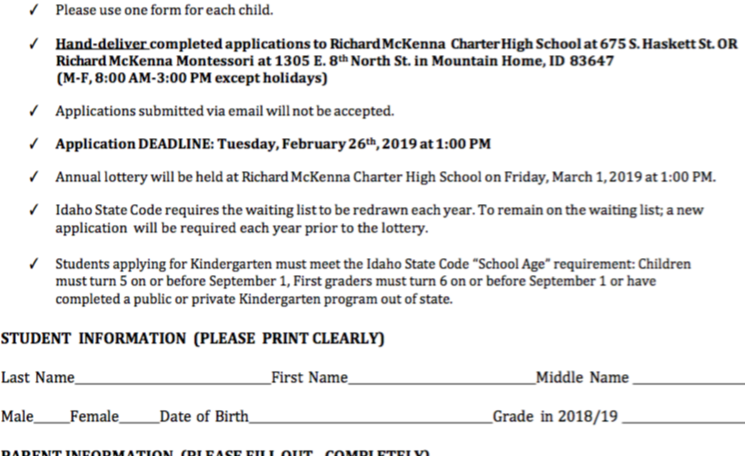 ✓ Please use one form for each child.
✓ Hand-deliver completed applications to Richard McKenna Charter High School at 675 S. Haskett St. OR
Richard McKenna Montessori at 1305 E. 8th North St. in Mountain Home, ID 83647
(M-F, 8:00 AM-3:00 PM except holidays)
✓ Applications submitted via email will not be accepted.
✓ Application DEADLINE: Tuesday, February 26th, 2019 at 1:00 PM
✓ Annual lottery will be held at Richard McKenna Charter High School on Friday, March 1, 2019 at 1:00 PM.
✓ Idaho State Code requires the waiting list to be redrawn each year. To remain on the waiting list; a new
application will be required each year prior to the lottery.
✓ Students applying for Kindergarten must meet the Idaho State Code "School Age" requirement: Children
must turn 5 on or before September 1, First graders must turn 6 on or before September 1 or have
completed a public or private Kindergarten program out of state.
STUDENT INFORMATION (PLEASE PRINT CLEARLY)
Last Name__________________________First Name_________________________Middle Name _______________
Male_____Female_____Date of Birth________________________________Grade in 2018/19 ________________
PARENT INFORMATION (PLEASE FILL OUT COMPLETELY)